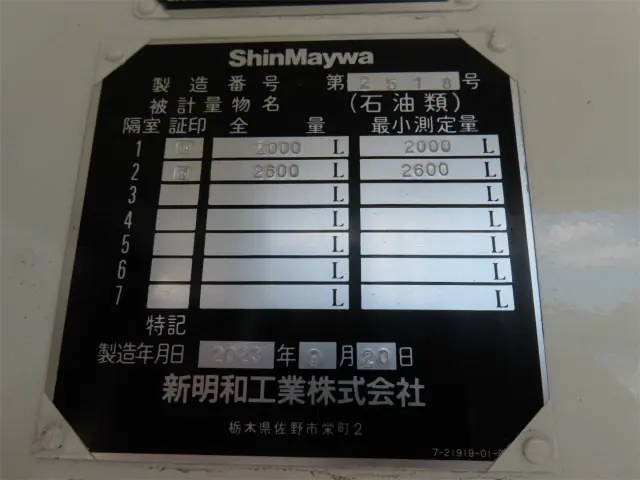 ShinMaywa
製造番号 第 2518 号
被計量物名 (石油類)
隔室 証印 全量 最小測定量
1 2000 L 2000 L
2 2600 L 2600 L
3 L L
4 L L
5 L L
6 L L
7 L L
特記
製造年月日 2023 年 9 月 20 日
新明和工業株式会社
栃木県佐野市栄町2